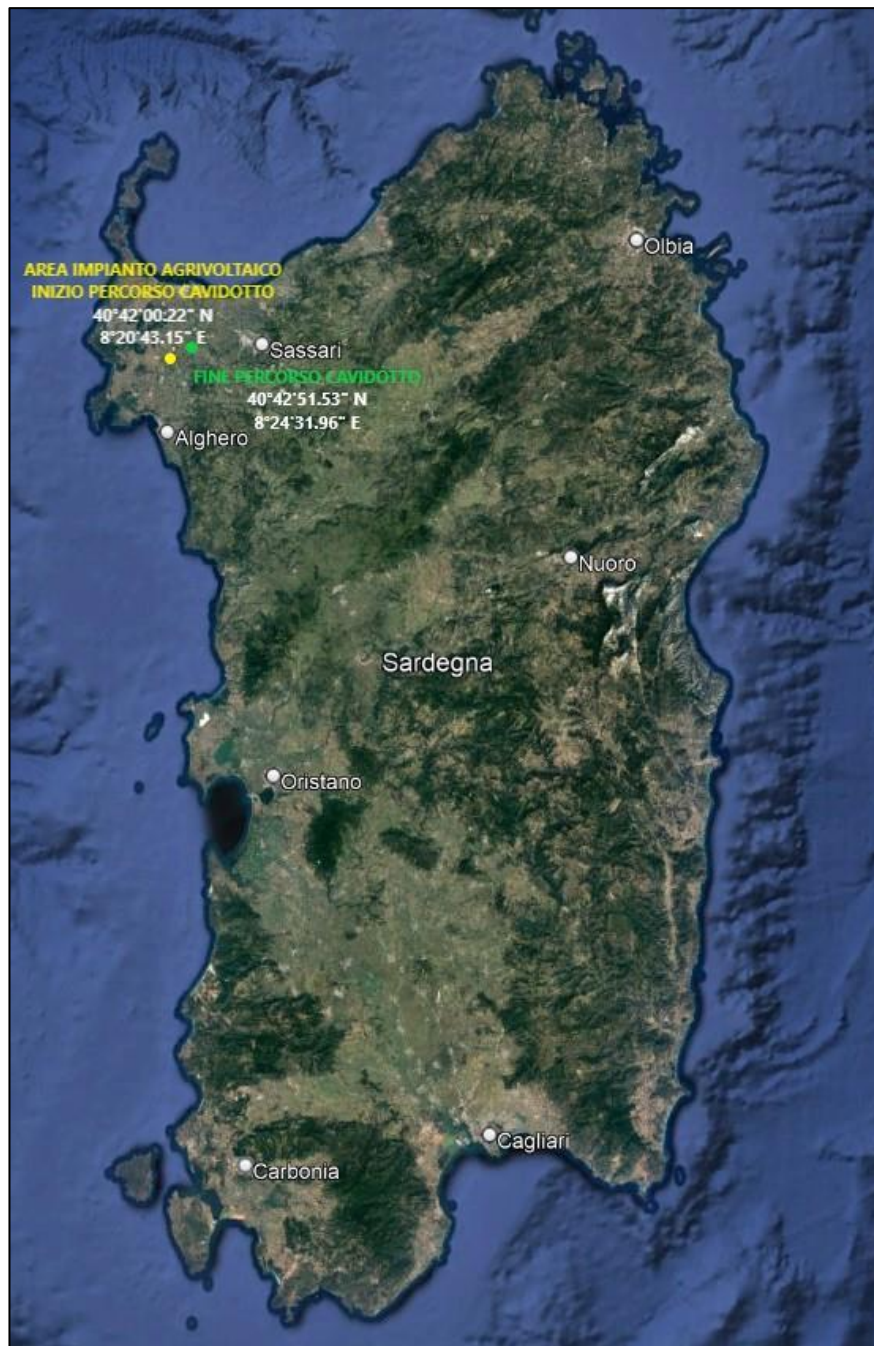 Olbia
AREA IMPIANTO AGRIVOLTAICO
INIZIO PERCORSO CAVIDOTTO
40°42'00:22" N
8°20'43.15" E
Sassari
FINE PERCORSO CAVIDOTTO
40°42'51.53" N
8°24'31.96" E
Alghero
Nuoro
Sardegna
Oristano
Cagliari
Carbonia